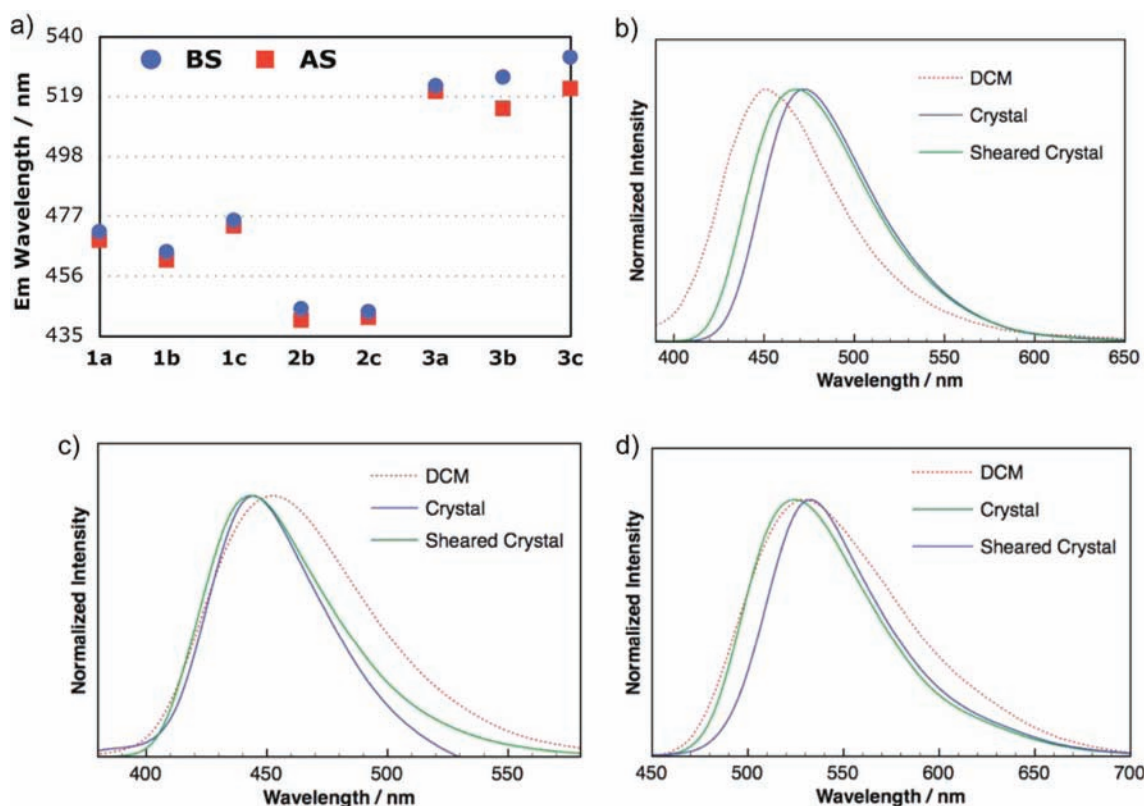 a)
BS AS
Em Wavelength / nm
540
519
498
477
456
435
1a 1b 1c 2b 2c 3a 3b 3c
b)
DCM
Crystal
Sheared Crystal
Normalized Intensity
400 450 500 550 600 650
Wavelength / nm
c)
DCM
Crystal
Sheared Crystal
Normalized Intensity
400 450 500 550
Wavelength / nm
d)
DCM
Crystal
Sheared Crystal
Normalized Intensity
450 500 550 600 650 700
Wavelength / nm